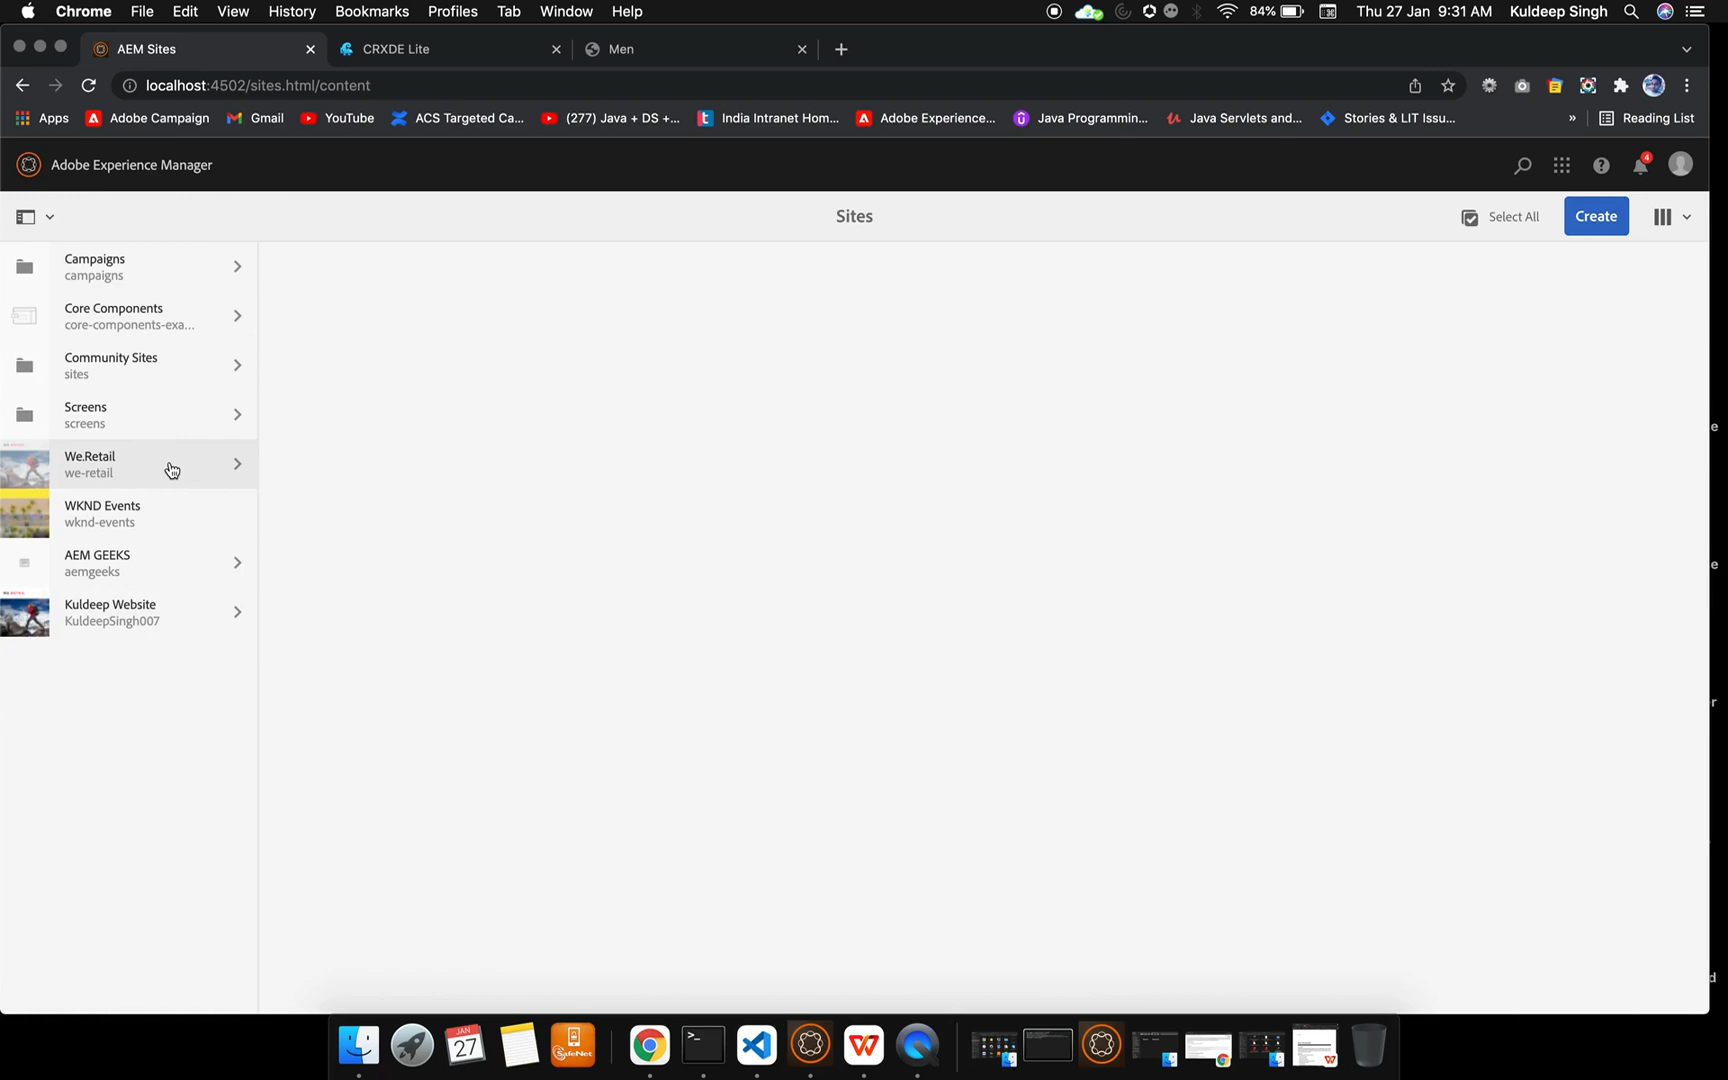 Chrome File Edit View History Bookmarks Profiles Tab Window Help 84% Thu 27 Jan 9:31 AM Kuldeep Singh
AEM Sites CRXDE Lite Men
localhost:4502/sites.html/content
Apps Adobe Campaign Gmail YouTube ACS Targeted Ca... (277) Java + DS +,... India Intranet Hom... Adobe Experience... Java Programmin... Java Servlets and... Stories & LIT Issu... » Reading List
Adobe Experience Manager 4
Sites Select All Create
Campaigns
campaigns
Core Components
core-components-exa...
Community Sites
sites
Screens
screens
We.Retail
we-retail
WKND Events
wknd-events
AEM GEEKS
aemgeeks
Kuldeep Website
KuldeepSingh007
e
e
r
d
JAN
27
SafeNet